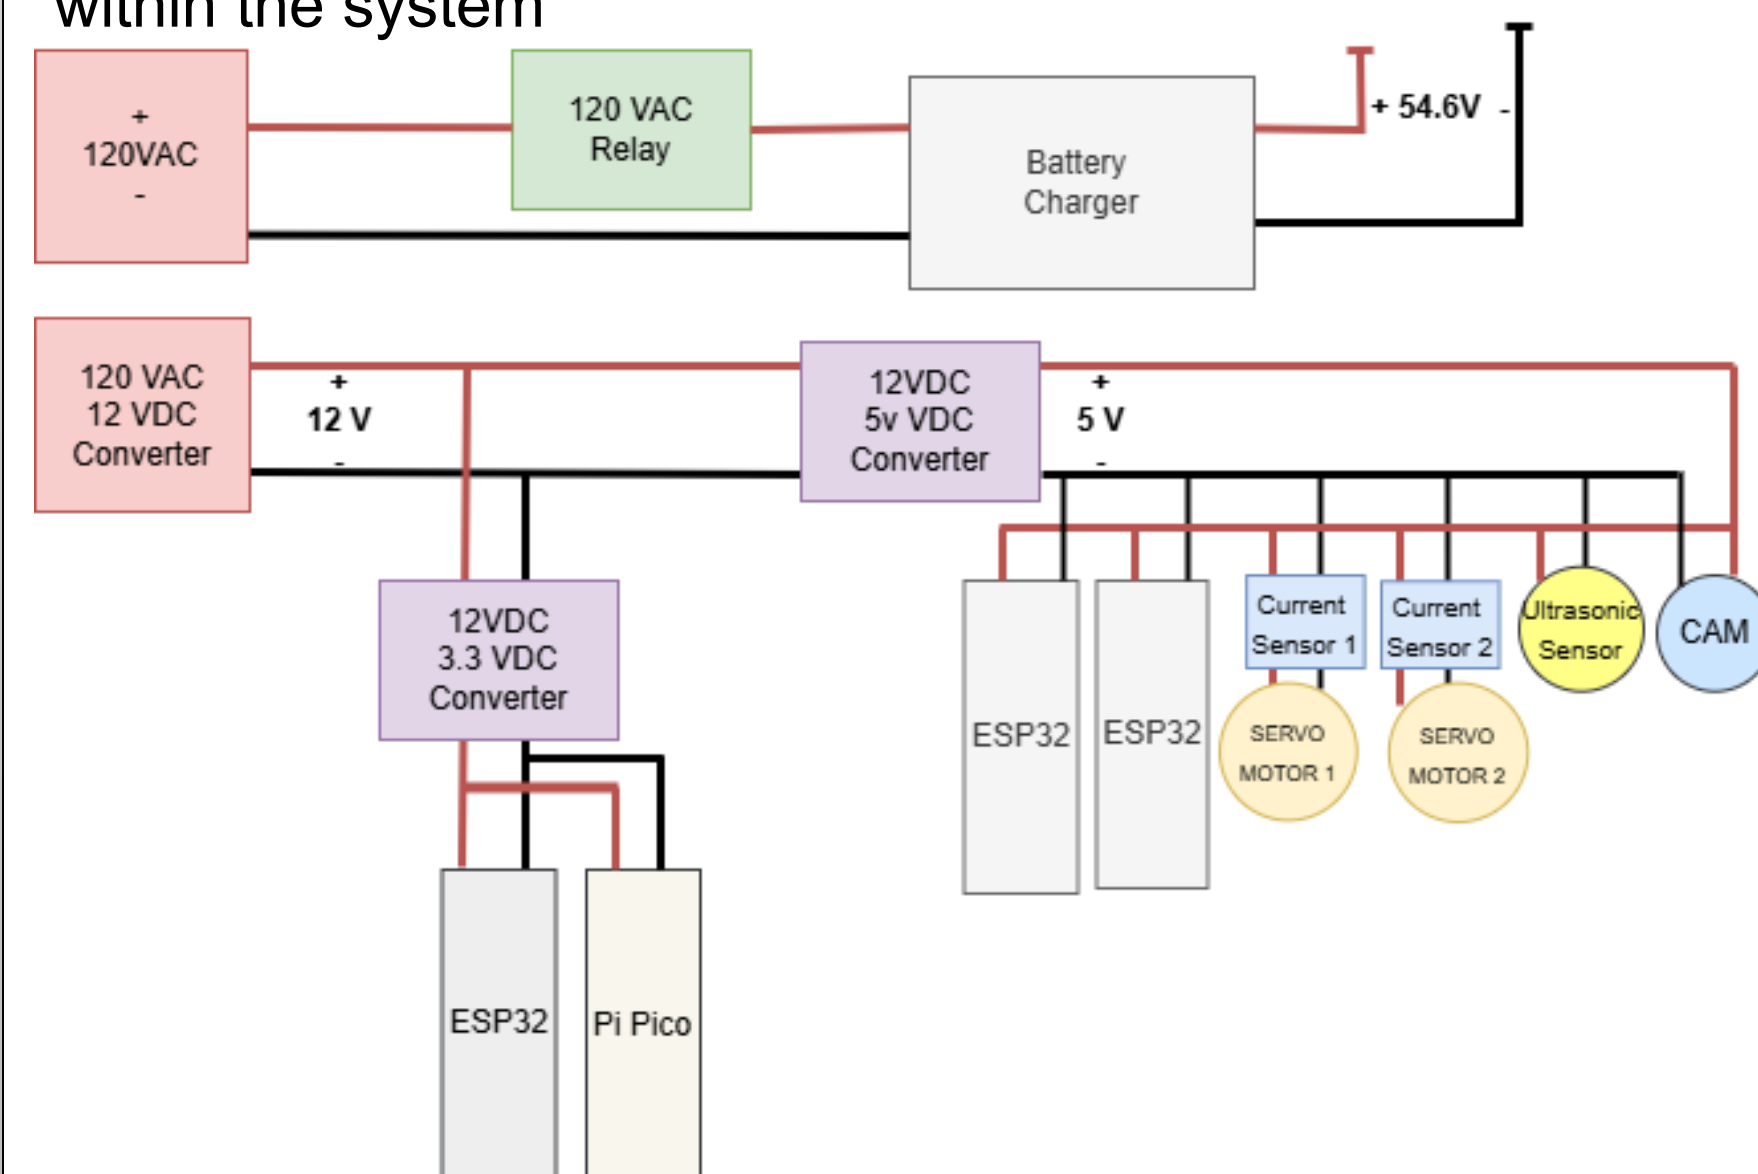 within the system
+
120VAC
-
120 VAC
Relay
Battery
Charger
+ 54.6V -
120 VAC
12 VDC
Converter
+
12 V
-
12VDC
5v VDC
Converter
+
5 V
-
12VDC
3.3 VDC
Converter
ESP32
ESP32
Current
Sensor 1
Current
Sensor 2
Ultrasonic
Sensor
CAM
SERVO
MOTOR 1
SERVO
MOTOR 2
ESP32
Pi Pico